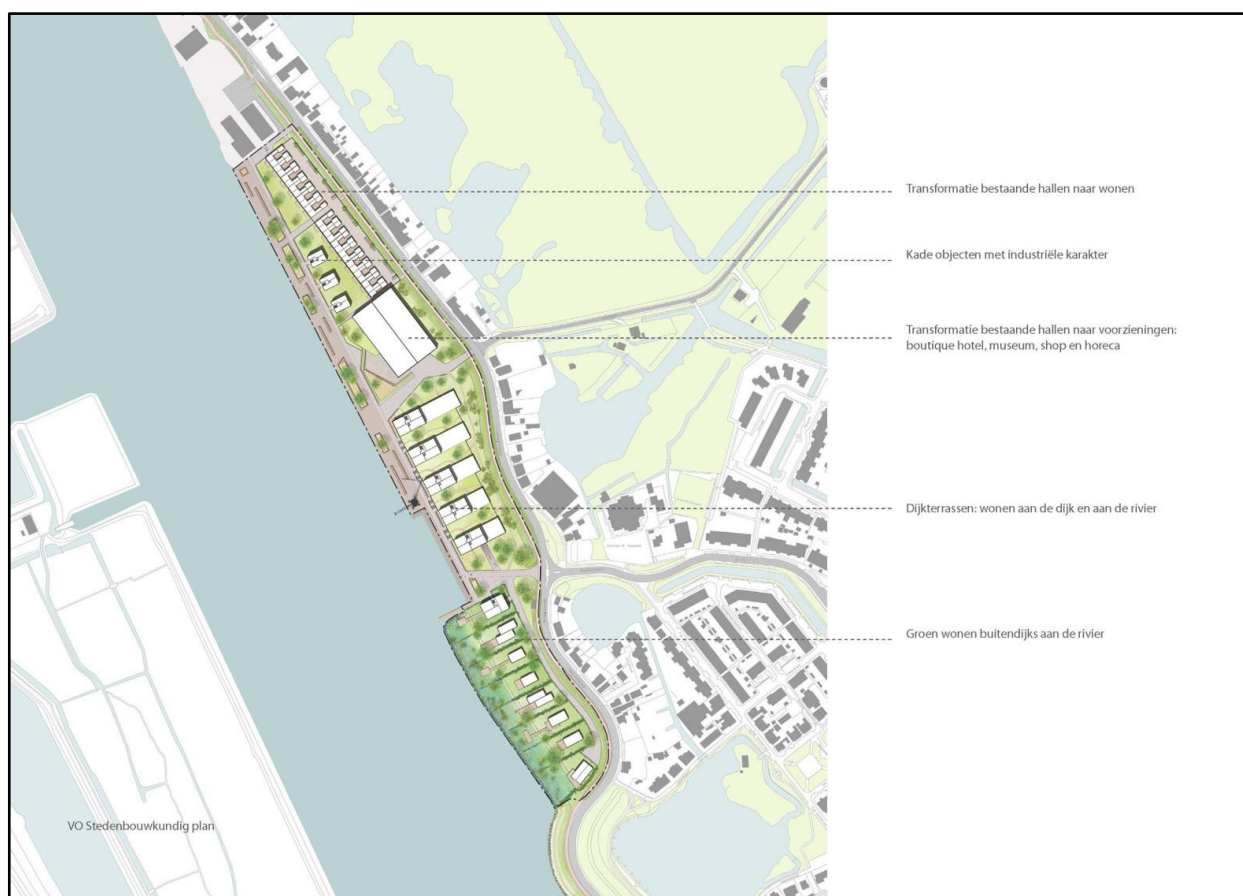 Transformatie bestaande hallen naar wonen
Kade objecten met industriële karakter
Transformatie bestaande hallen naar voorzieningen:
boutique hotel, museum, shop en horeca
Dijkterrassen: wonen aan de dijk en aan de rivier
Groen wonen buitendijks aan de rivier
VO Stedenbouwkundig plan